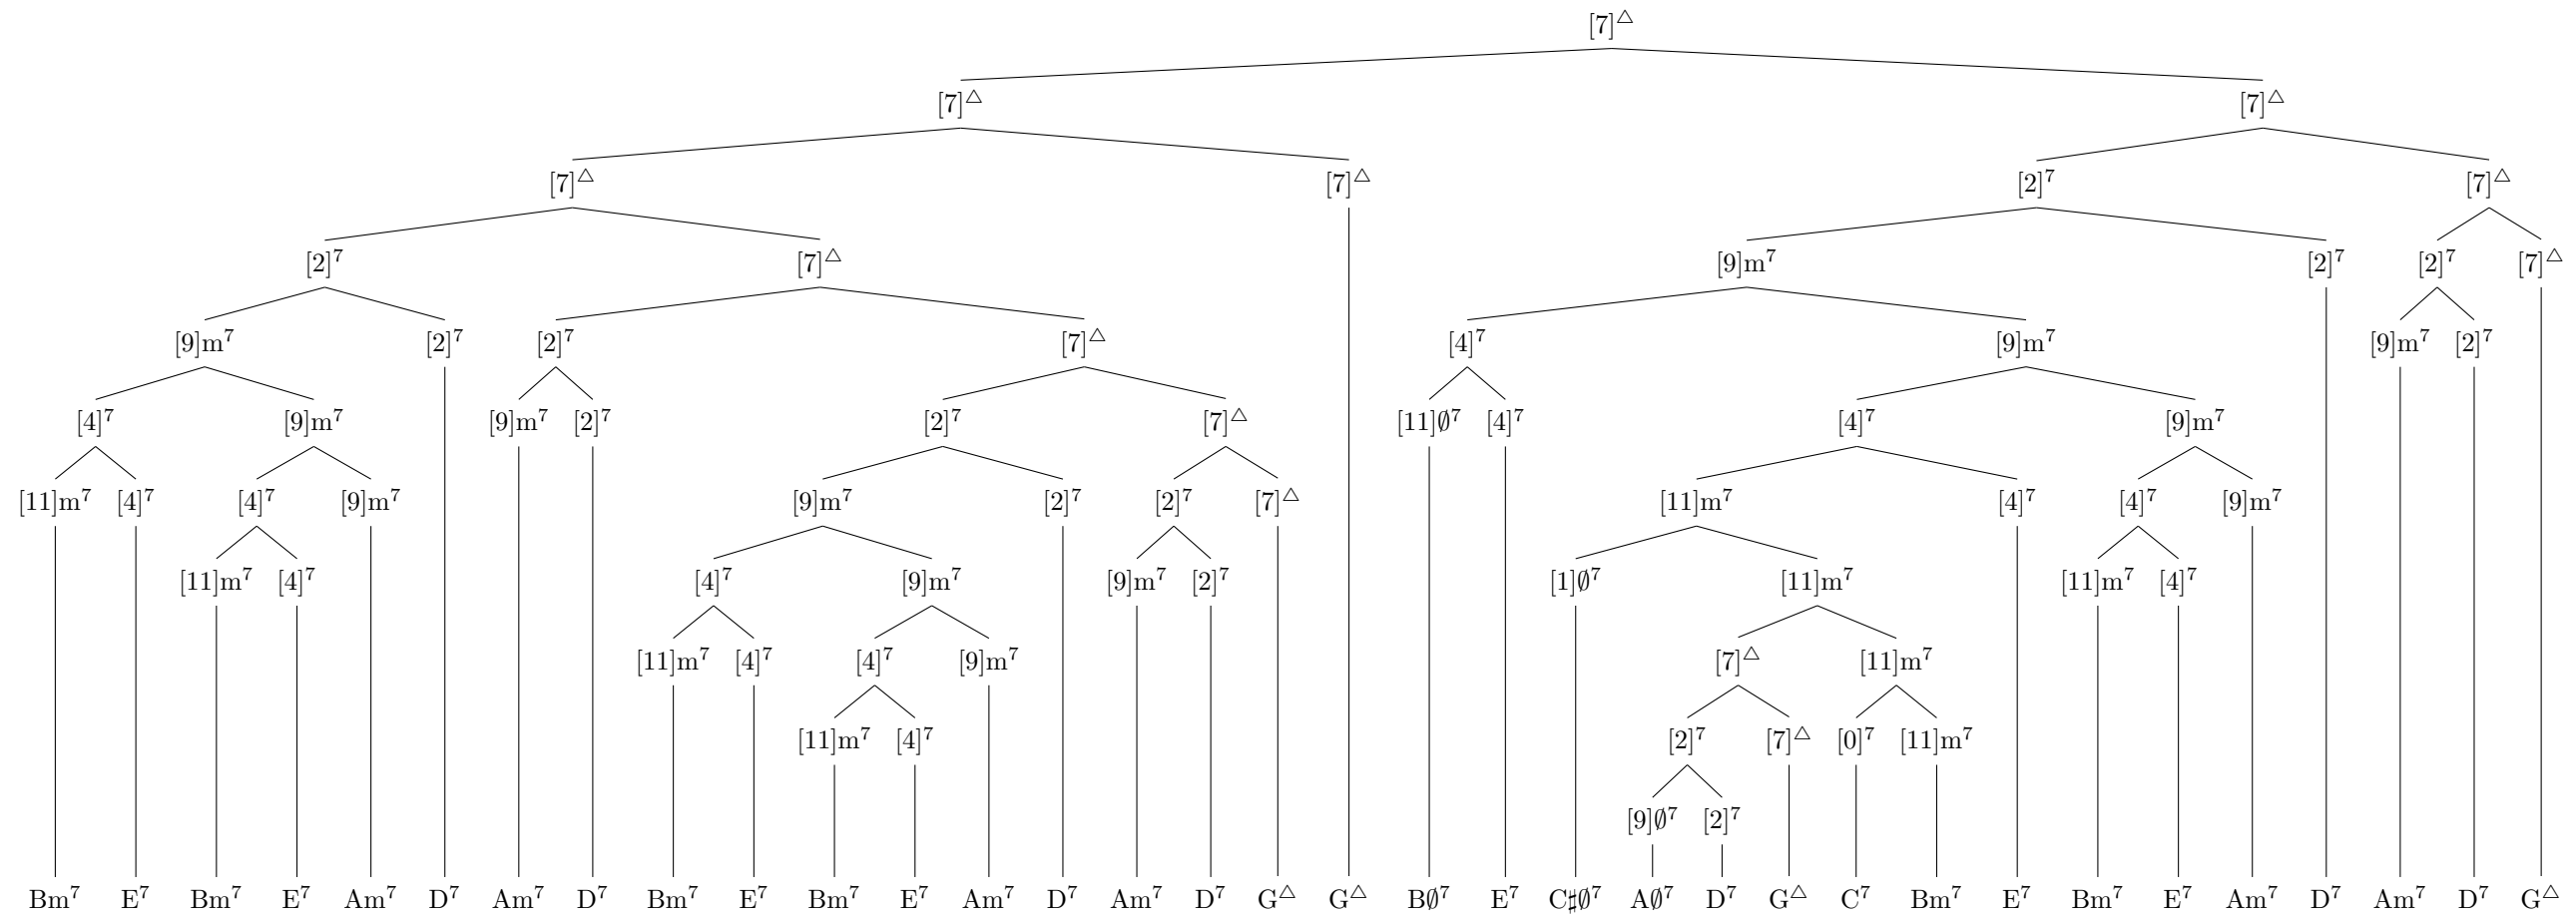 [7]△
[7]△ [7]△
[7]△ [7]△ [2]⁷ [7]△
[2]⁷ [7]△ [9]m⁷ [2]⁷ [2]⁷ [7]△
[9]m⁷ [2]⁷ [2]⁷ [7]△ [4]⁷ [9]m⁷ [9]m⁷ [2]⁷
[4]⁷ [9]m⁷ [9]m⁷ [2]⁷ [2]⁷ [7]△ [11]∅⁷ [4]⁷ [4]⁷ [9]m⁷
[11]m⁷ [4]⁷ [4]⁷ [9]m⁷ [9]m⁷ [2]⁷ [2]⁷ [7]△ [11]m⁷ [4]⁷ [4]⁷ [9]m⁷
[11]m⁷ [4]⁷ [4]⁷ [9]m⁷ [9]m⁷ [2]⁷ [1]∅⁷ [11]m⁷ [11]m⁷ [4]⁷
[11]m⁷ [4]⁷ [4]⁷ [9]m⁷ [7]△ [11]m⁷
[11]m⁷ [4]⁷ [2]⁷ [7]△ [0]⁷ [11]m⁷
[9]∅⁷ [2]⁷
Bm⁷ E⁷ Bm⁷ E⁷ Am⁷ D⁷ Am⁷ D⁷ Bm⁷ E⁷ Bm⁷ E⁷ Am⁷ D⁷ Am⁷ D⁷ G△ G△ B∅⁷ E⁷ C♯∅⁷ A∅⁷ D⁷ G△ C⁷ Bm⁷ E⁷ Bm⁷ E⁷ Am⁷ D⁷ Am⁷ D⁷ G△